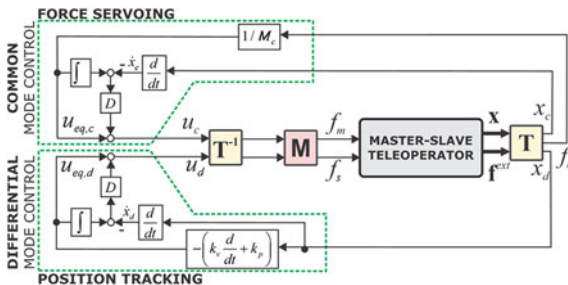 FORCE SERVOING
COMMON
MODE CONTROL
1/M_c
∫
- ẋ_c
d/dt
D
u_eq,c
u_c
T^-1
M
f_m
MASTER-SLAVE
TELEOPERATOR
x
T
x_c
u_eq,d
u_d
f_s
f^ext
x_d
DIFFERENTIAL
MODE CONTROL
D
∫
- ẋ_d
d/dt
-(k_v d/dt + k_p)
POSITION TRACKING